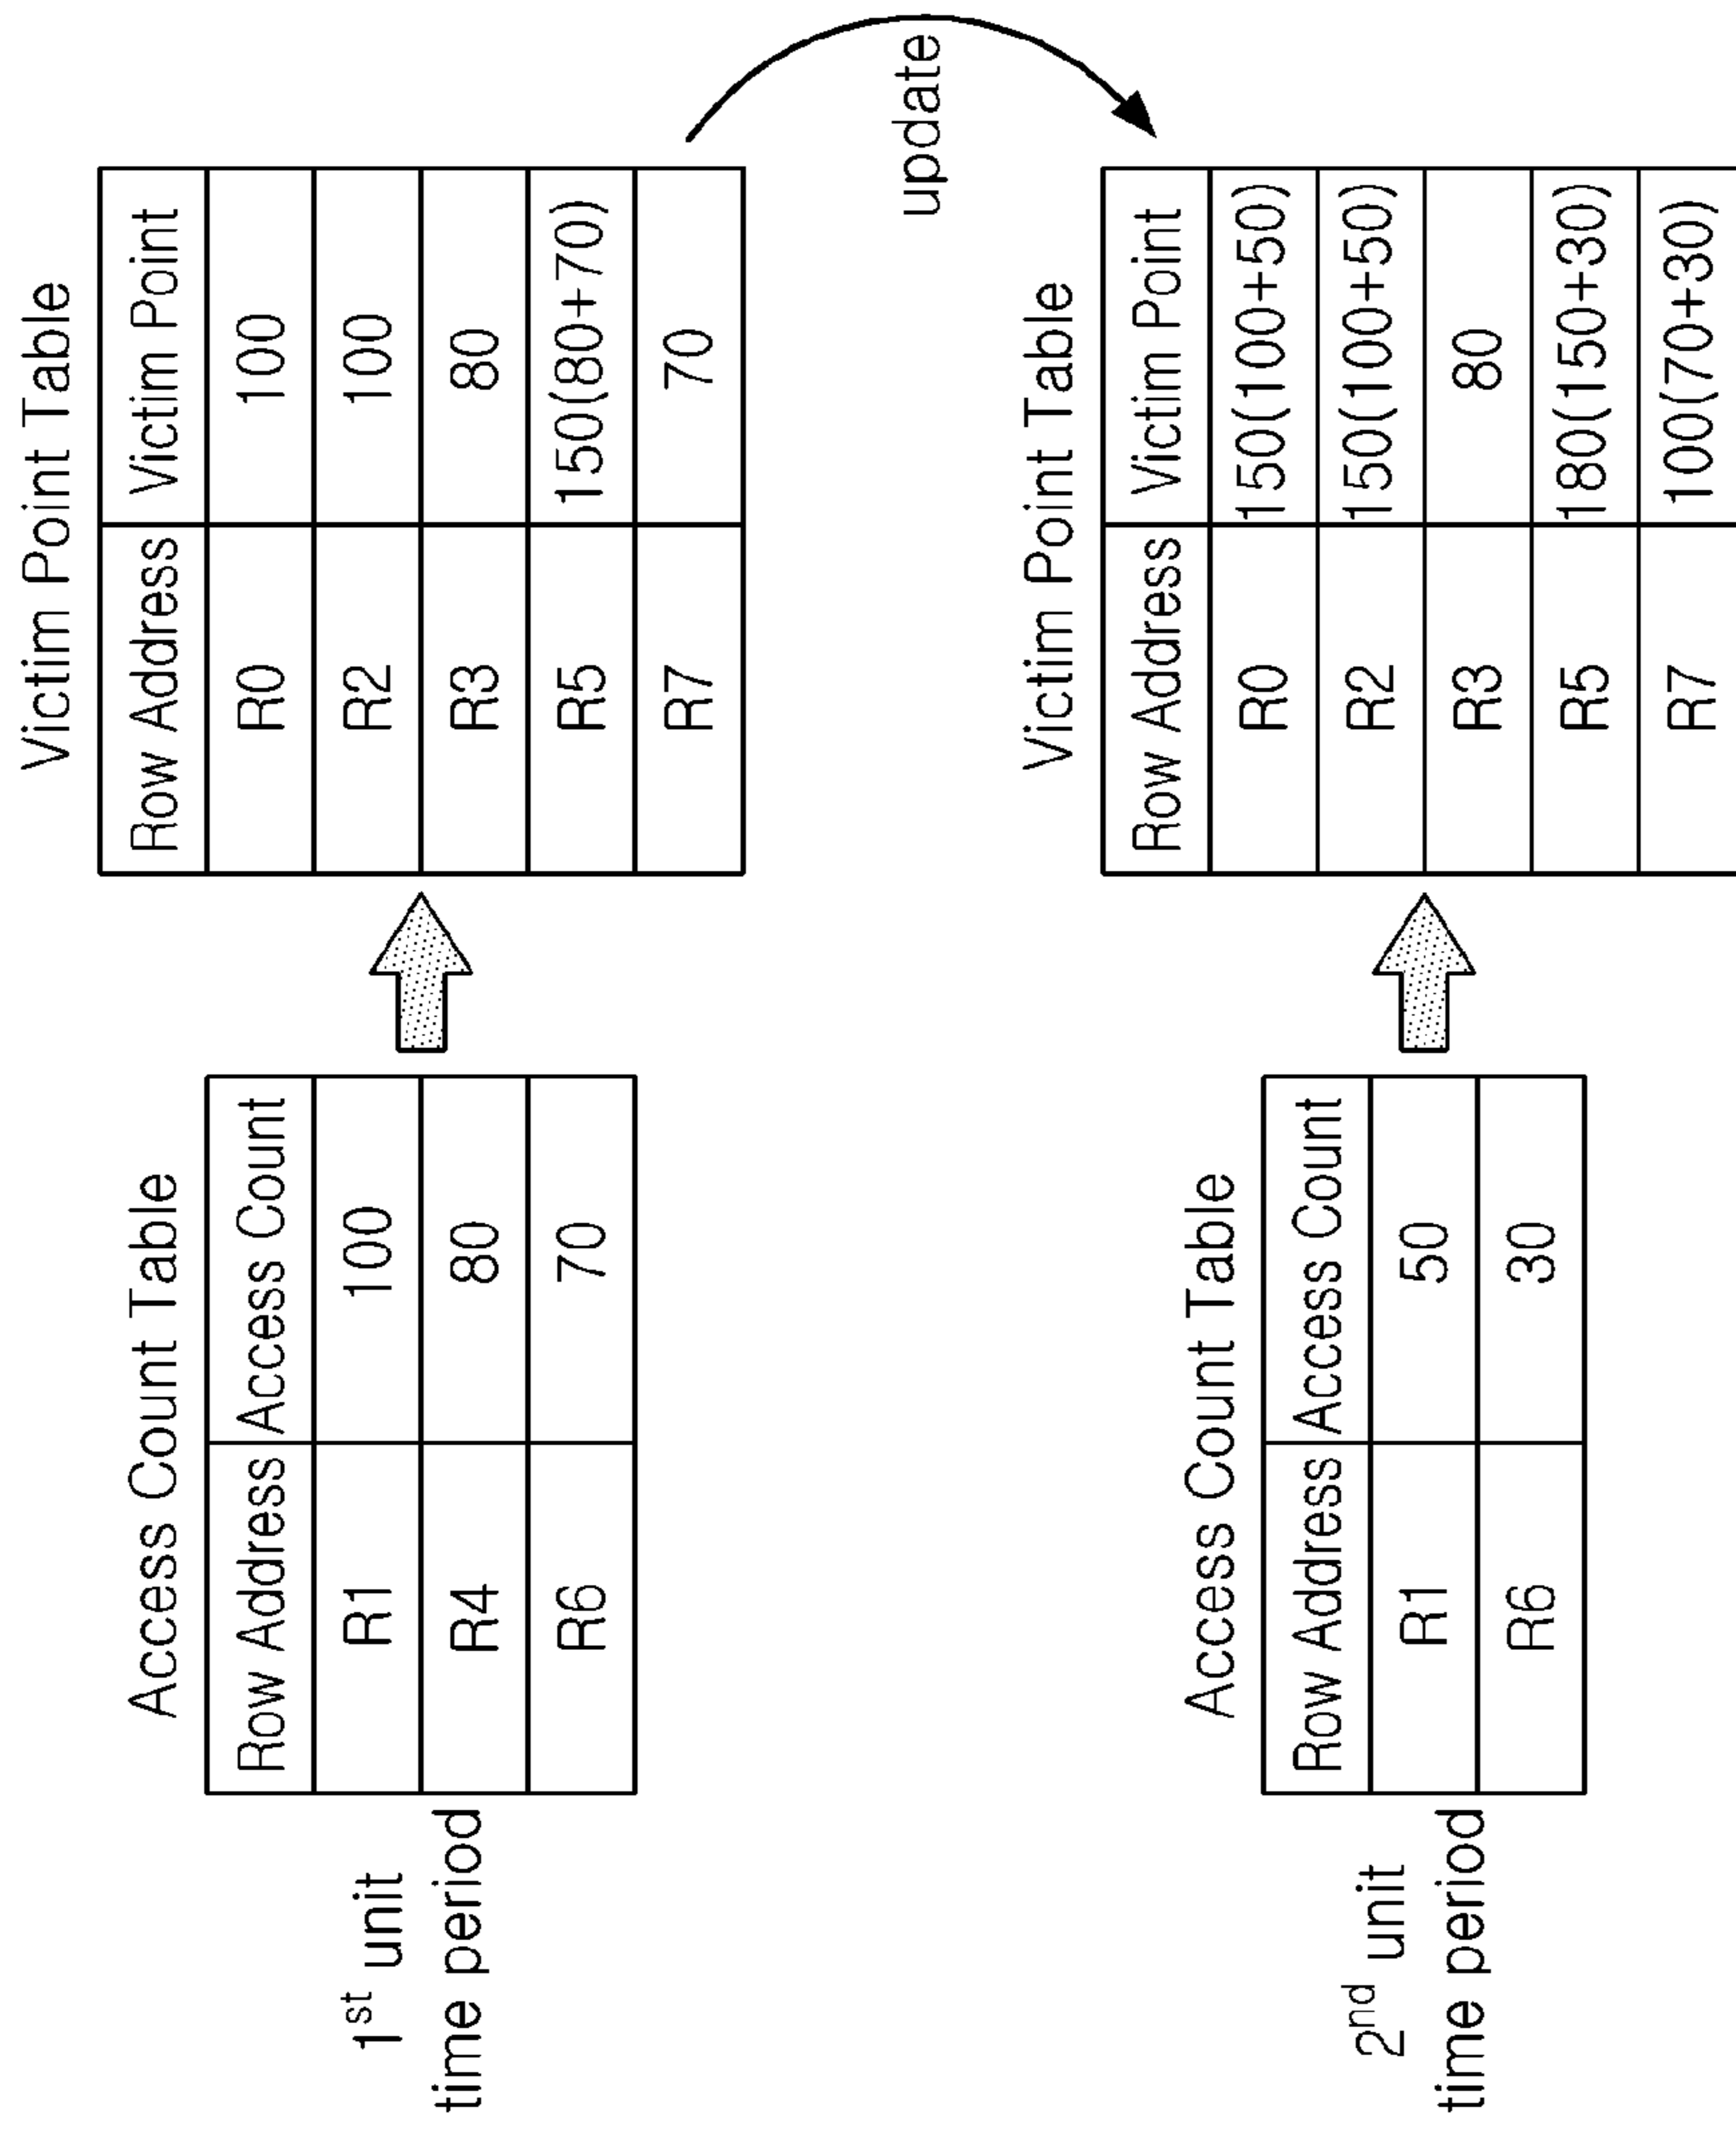 Access Count Table
Row Address Access Count
R1 100
R4 80
R6 70
1st unit
time period
Victim Point Table
Row Address Victim Point
R0 100
R2 100
R3 80
R5 150(80+70)
R7 70
update
Access Count Table
Row Address Access Count
R1 50
R6 30
2nd unit
time period
Victim Point Table
Row Address Victim Point
R0 150(100+50)
R2 150(100+50)
R3 80
R5 180(150+30)
R7 100(70+30)